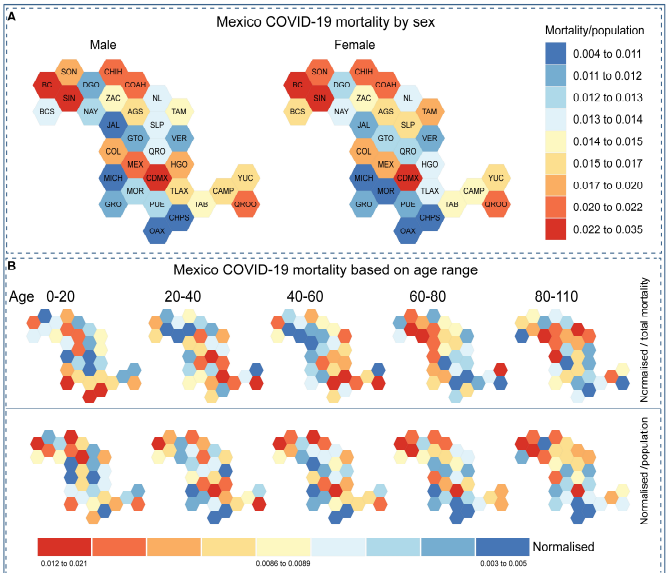 A
Mexico COVID-19 mortality by sex
Male
Female
Mortality/population
SON CHIH
BC DGO COAH
SIN ZAC NL
BCS NAY AGS TAM
JAL SLP
GTO VER
COL QRO
MEX HGO
MICH CDMX YUC
MOR TLAX CAMP
GRO PUE TAB QROO
CHPS
OAX
SON CHIH
BC DGO COAH
SIN ZAC NL
BCS NAY AGS TAM
JAL SLP
GTO QRO VER
COL MEX HGO
MICH CDMX YUC
MOR TLAX CAMP
GRO PUE TAB QROO
CHPS
OAX
0.004 to 0.011
0.011 to 0.012
0.012 to 0.013
0.013 to 0.014
0.014 to 0.015
0.015 to 0.017
0.017 to 0.020
0.020 to 0.022
0.022 to 0.035
B
Mexico COVID-19 mortality based on age range
Age 0-20 20-40 40-60 60-80 80-110
Normalised / total mortality
Normalised /population
Normalised
0.012 to 0.021 0.0086 to 0.0089 0.003 to 0.005